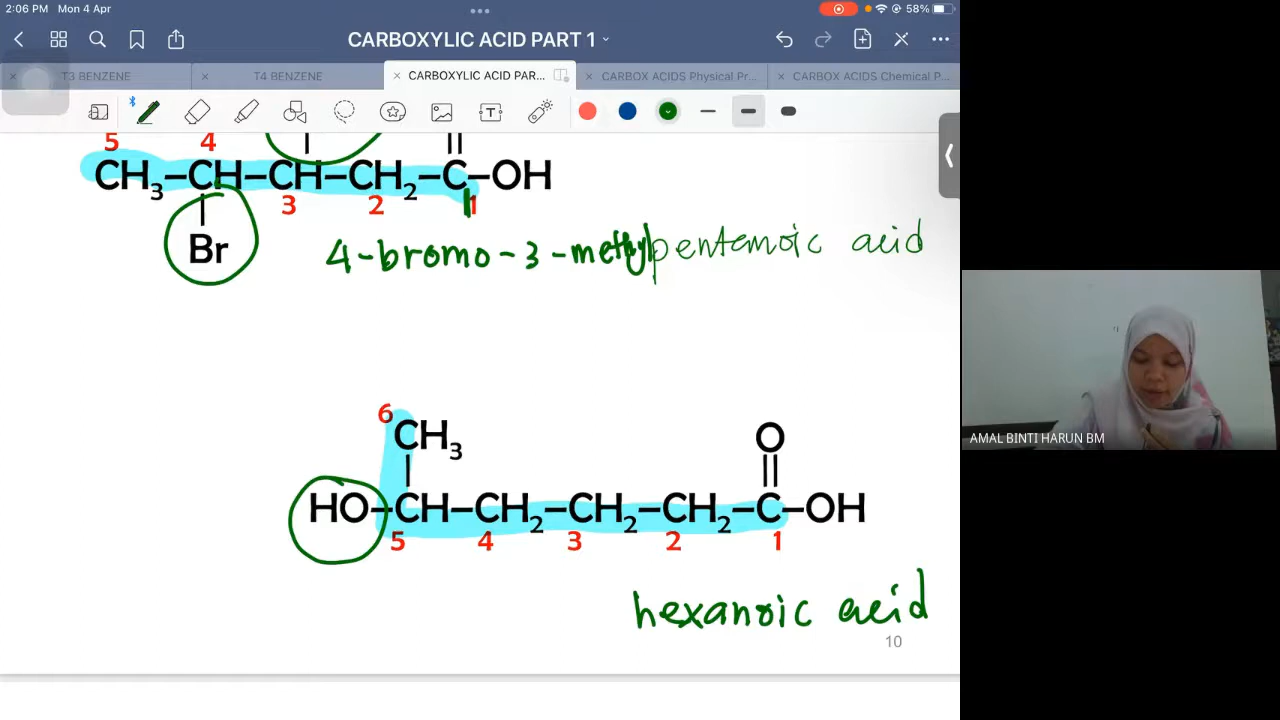 2:06 PM Mon 4 Apr
58%
CARBOXYLIC ACID PART 1
T3 BENZENE
T4 BENZENE
CARBOXYLIC ACID PAR...
CARBOX ACIDS Physical Pr...
CARBOX ACIDS Chemical P...
5 4
CH3–CH–CH–CH2–C–OH
3 2 1
Br
4-bromo-3-methylpentanoic acid
6
CH3
O
HO–CH–CH2–CH2–CH2–C–OH
5 4 3 2 1
hexanoic acid
10
AMAL BINTI HARUN BM